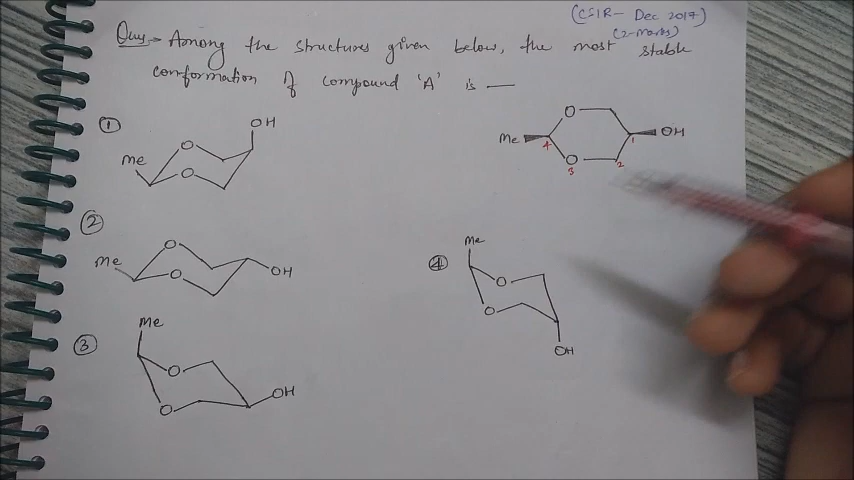 (CSIR- Dec 2017)
(2-marks)
Ques → Among the structures given below, the most stable
conformation of compound 'A' is —
①
OH
Me
O
O
Me
O
O
OH
4
3
2
1
②
Me
O
O
OH
③
Me
O
O
OH
④
Me
O
O
OH